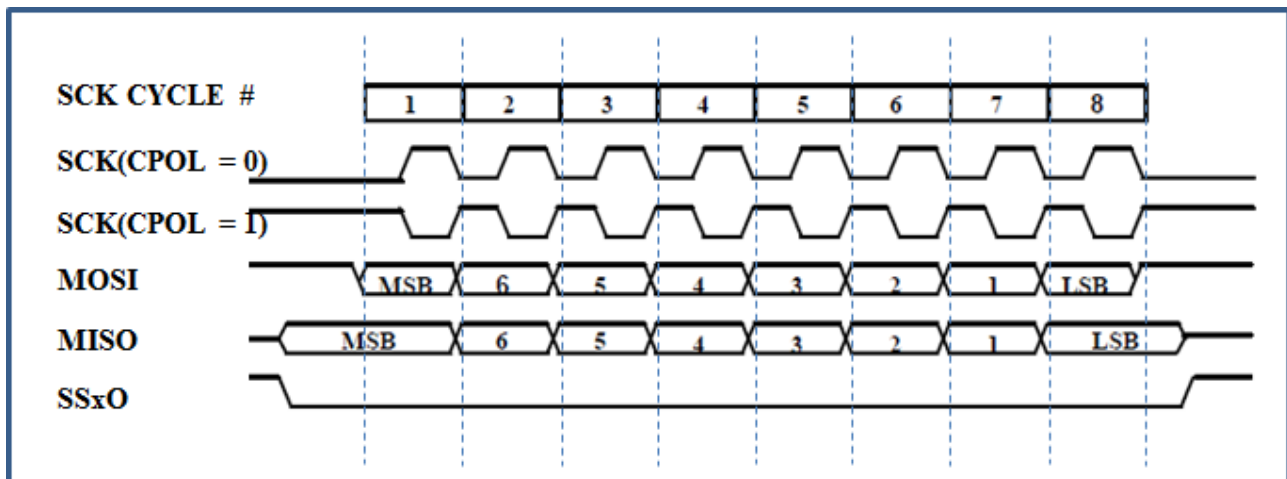 SCK CYCLE # 1 2 3 4 5 6 7 8
SCK(CPOL = 0)
SCK(CPOL = 1)
MOSI MSB 6 5 4 3 2 1 LSB
MISO MSB 6 5 4 3 2 1 LSB
SSxO